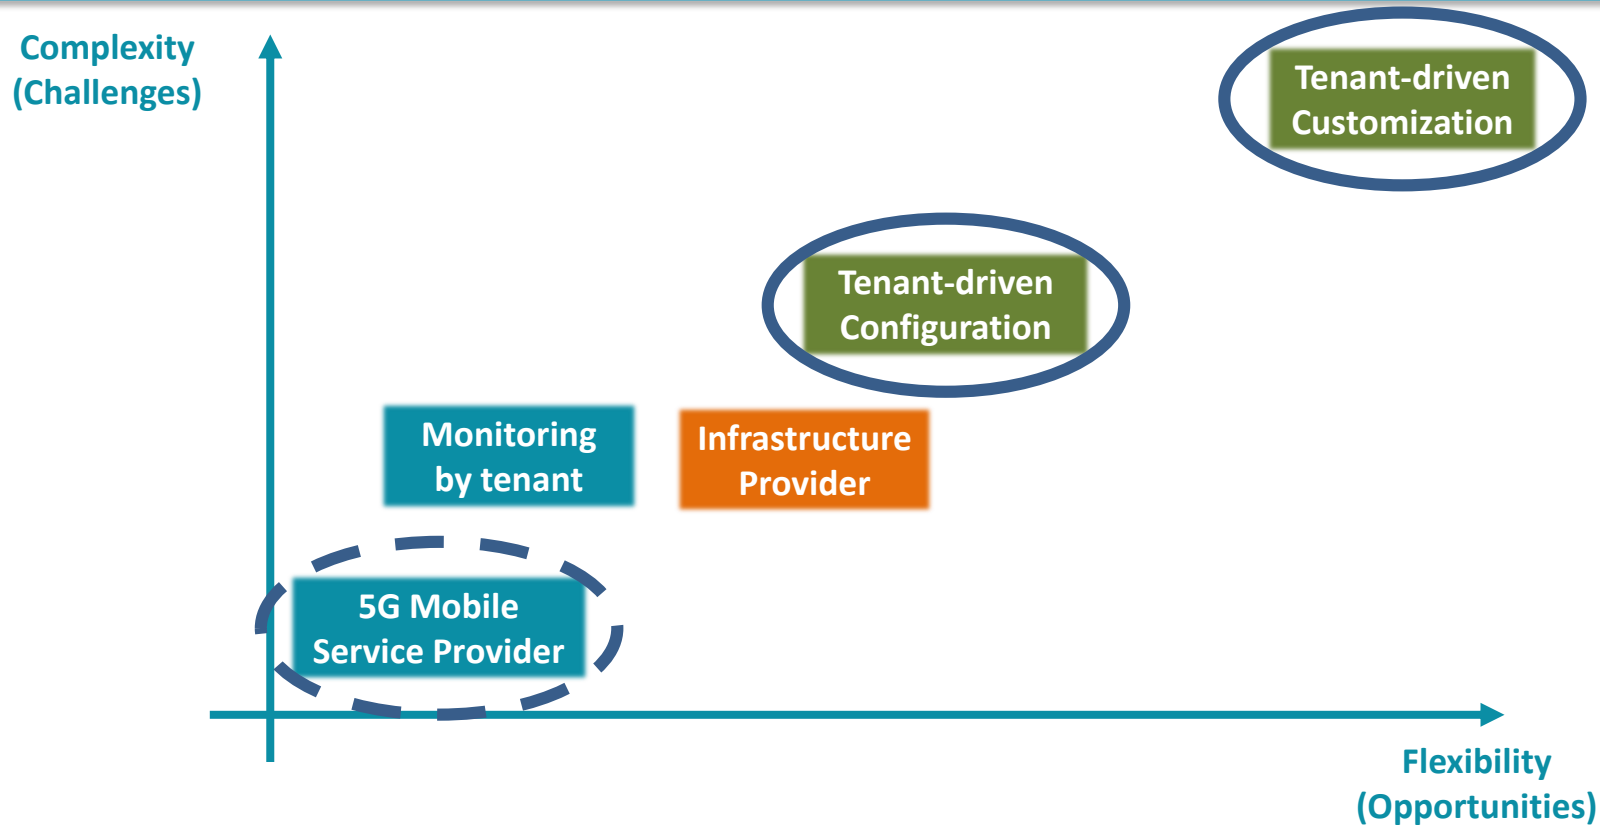 Complexity
(Challenges)
Tenant-driven
Customization
Tenant-driven
Configuration
Monitoring
by tenant
Infrastructure
Provider
5G Mobile
Service Provider
Flexibility
(Opportunities)